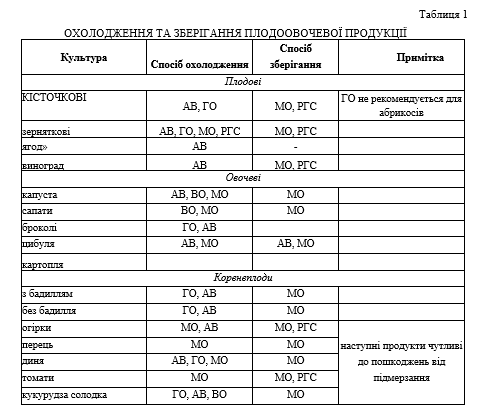 Таблиця 1
ОХОЛОДЖЕННЯ ТА ЗБЕРІГАННЯ ПЛОДООВОЧЕВОЇ ПРОДУКЦІЇ
Культура Спосіб охолодження Спосіб зберігання Примітка
Плодові
КІСТОЧКОВІ АВ, ГО МО, РГС ГО не рекомендується для абрикосів
зерняткові АВ, ГО, МО, РГС МО, РГС
ягод» АВ -
виноград АВ МО, РГС
Овочеві
капуста АВ, ВО, МО МО
сапати ВО, МО МО
броколі ГО, АВ
цибуля АВ, МО АВ, МО
картопля
Коренеплоди
з бадиллям ГО, АВ МО
без бадилля ГО, АВ МО
огірки МО, АВ МО, РГС
перець МО МО наступні продукти чутливі
диня АВ, ГО, МО МО до пошкоджень від
томати МО МО, РГС підмерзання
кукурудза солодка ГО, АВ, ВО МО